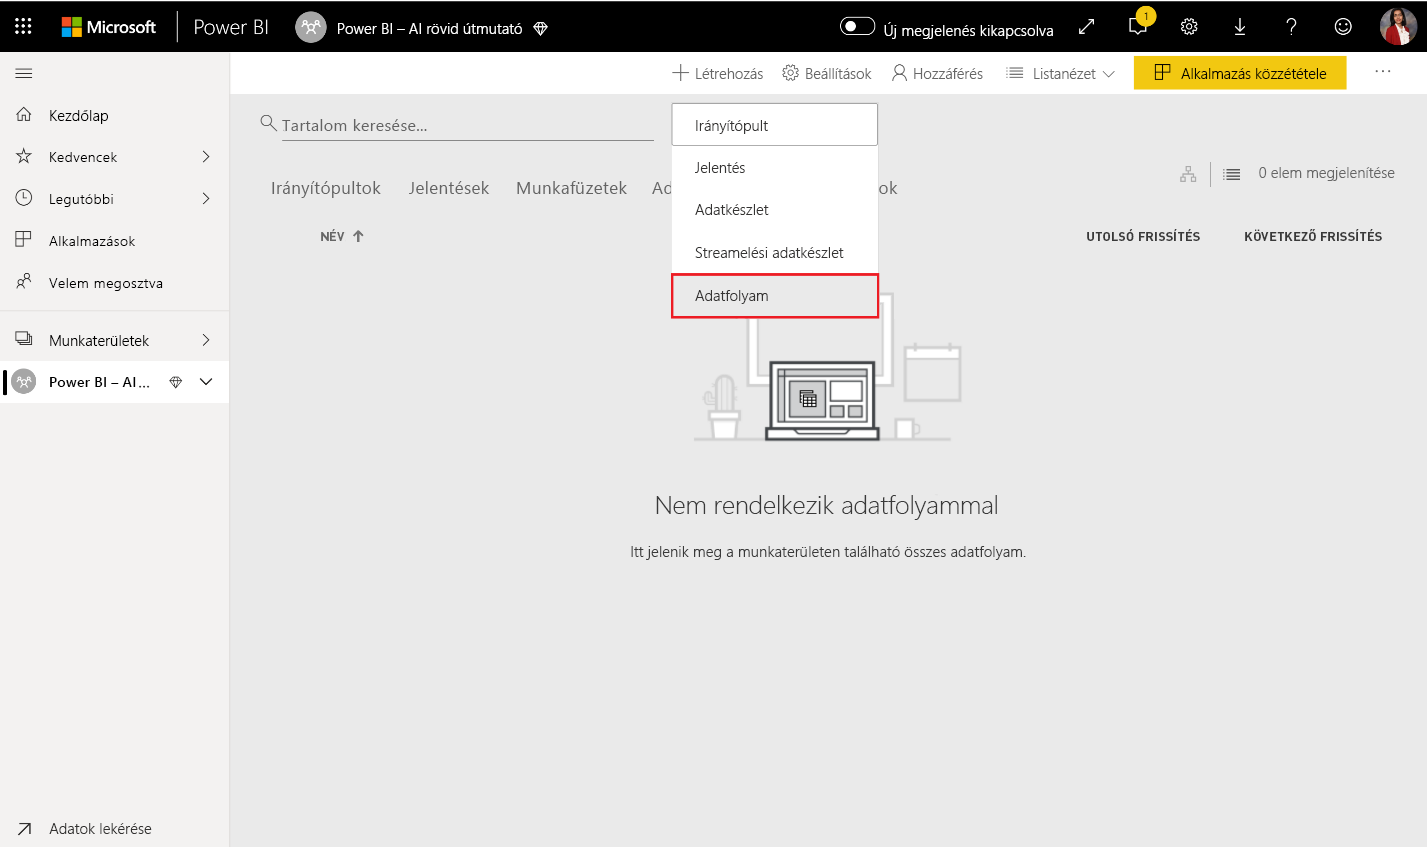 Microsoft Power BI Power BI – AI rövid útmutató Új megjelenés kikapcsolva 1
Létrehozás Beállítások Hozzáférés Listanézet Alkalmazás közzététele ...
Kezdőlap
Kedvencek
Legutóbbi
Alkalmazások
Velem megosztva
Munkaterületek
Power BI – AI...
Adatok lekérése
Tartalom keresése...
Irányítópult
Jelentés
Adatkészlet
Streamelési adatkészlet
Adatfolyam
Irányítópultok Jelentések Munkafüzetek Ad ok
0 elem megjelenítése
NÉV UTOLSÓ FRISSÍTÉS KÖVETKEZŐ FRISSÍTÉS
Nem rendelkezik adatfolyammal
Itt jelenik meg a munkaterületen található összes adatfolyam.